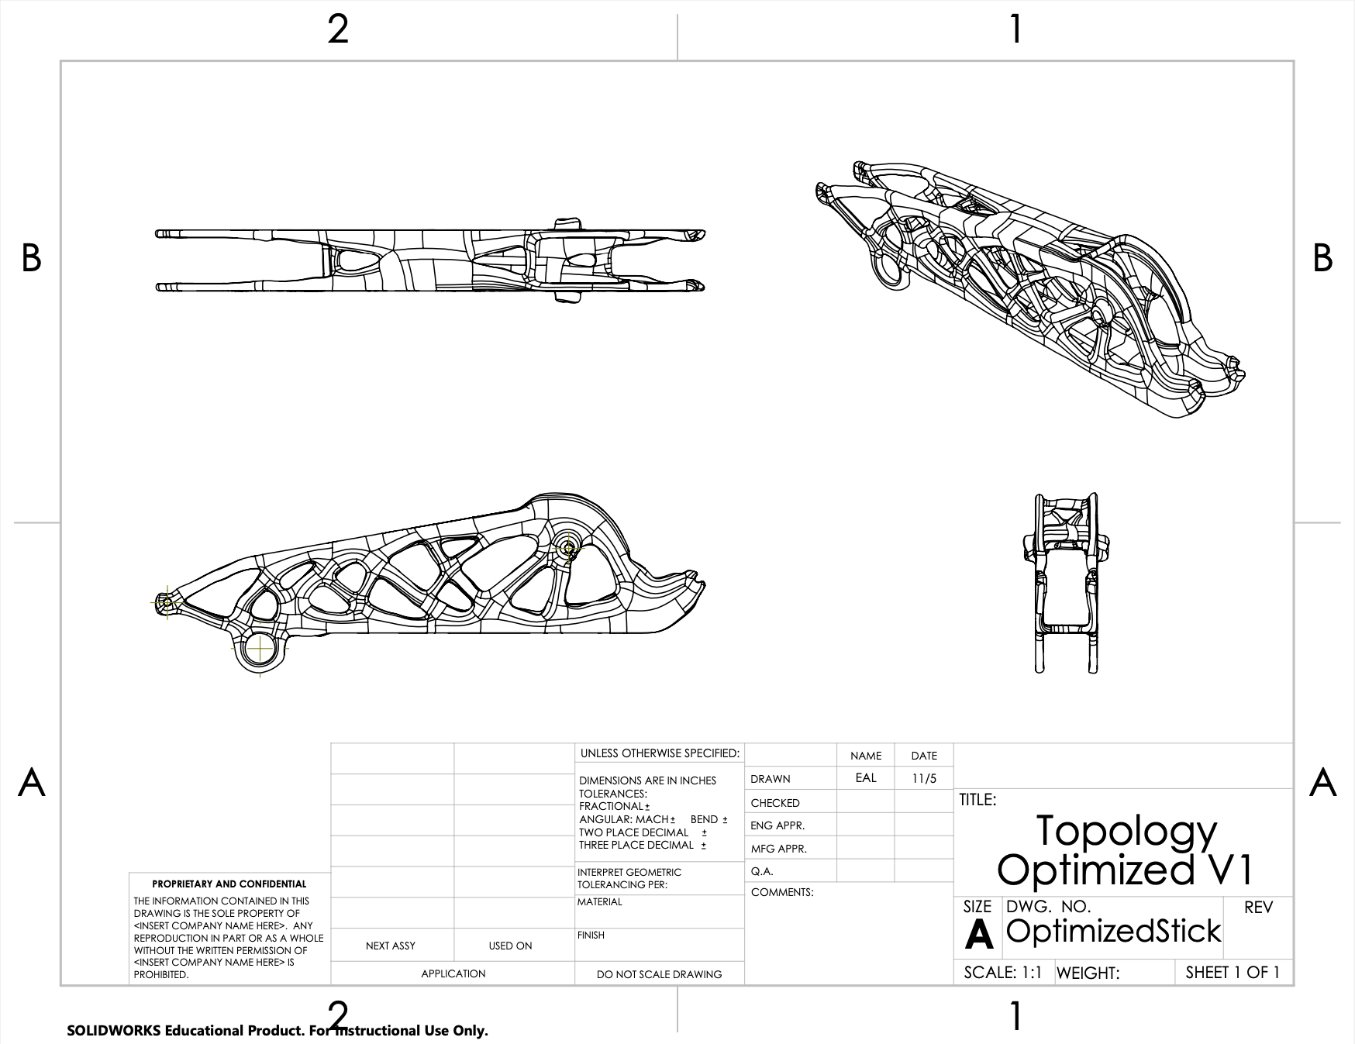 2
1
B
B
A
A
UNLESS OTHERWISE SPECIFIED:
DIMENSIONS ARE IN INCHES
TOLERANCES:
FRACTIONAL ±
ANGULAR: MACH ± BEND ±
TWO PLACE DECIMAL ±
THREE PLACE DECIMAL ±
INTERPRET GEOMETRIC
TOLERANCING PER:
MATERIAL
FINISH
DO NOT SCALE DRAWING
NAME
DATE
DRAWN
EAL
11/5
CHECKED
ENG APPR.
MFG APPR.
Q.A.
COMMENTS:
TITLE:
Topology
Optimized V1
SIZE
A
DWG. NO.
OptimizedStick
REV
SCALE: 1:1
WEIGHT:
SHEET 1 OF 1
PROPRIETARY AND CONFIDENTIAL
THE INFORMATION CONTAINED IN THIS
DRAWING IS THE SOLE PROPERTY OF
<INSERT COMPANY NAME HERE>. ANY
REPRODUCTION IN PART OR AS A WHOLE
WITHOUT THE WRITTEN PERMISSION OF
<INSERT COMPANY NAME HERE> IS
PROHIBITED.
NEXT ASSY
USED ON
APPLICATION
2
1
SOLIDWORKS Educational Product. For Instructional Use Only.